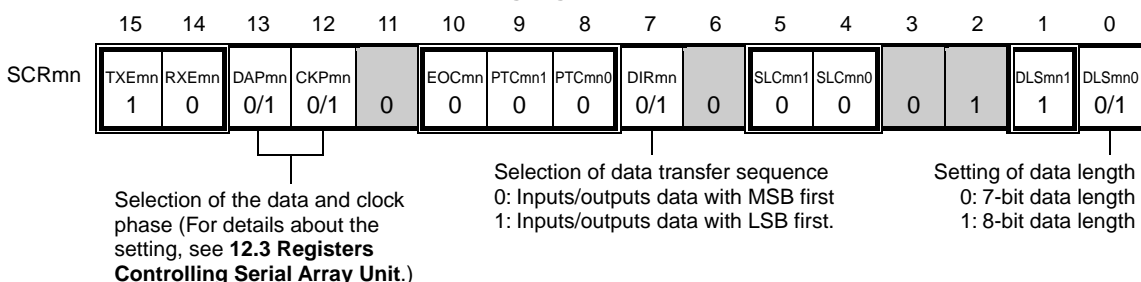 15 14 13 12 11 10 9 8 7 6 5 4 3 2 1 0
SCRmn
TXEmn RXEmn DAPmn CKPmn EOCmn PTCmn1 PTCmn0 DIRmn SLCmn1 SLCmn0 DLSmn1 DLSmn0
1 0 0/1 0/1 0 0 0 0 0/1 0 0 0 0 1 1 0/1
Selection of the data and clock
phase (For details about the
setting, see 12.3 Registers
Controlling Serial Array Unit.)
Selection of data transfer sequence
0: Inputs/outputs data with MSB first
1: Inputs/outputs data with LSB first.
Setting of data length
0: 7-bit data length
1: 8-bit data length